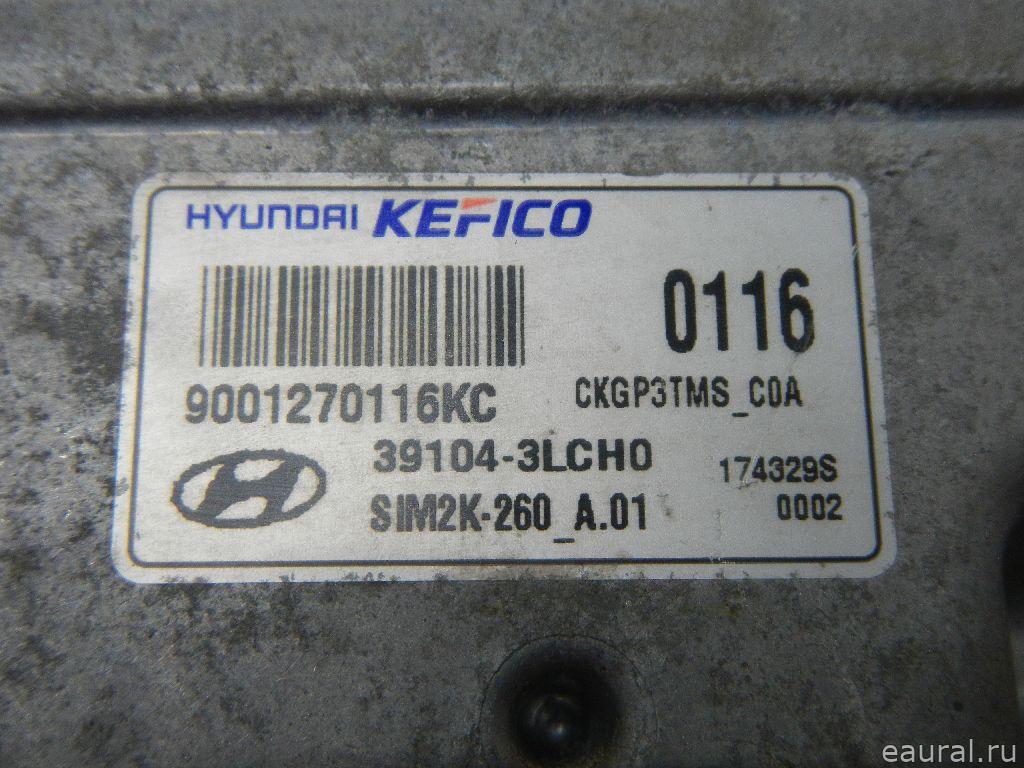 HYUNDAI KEFICO
0116
9001270116KC
CKGP3TMS_C0A
39104-3LCH0
174329S
SIM2K-260_A.01
0002
eaural.ru